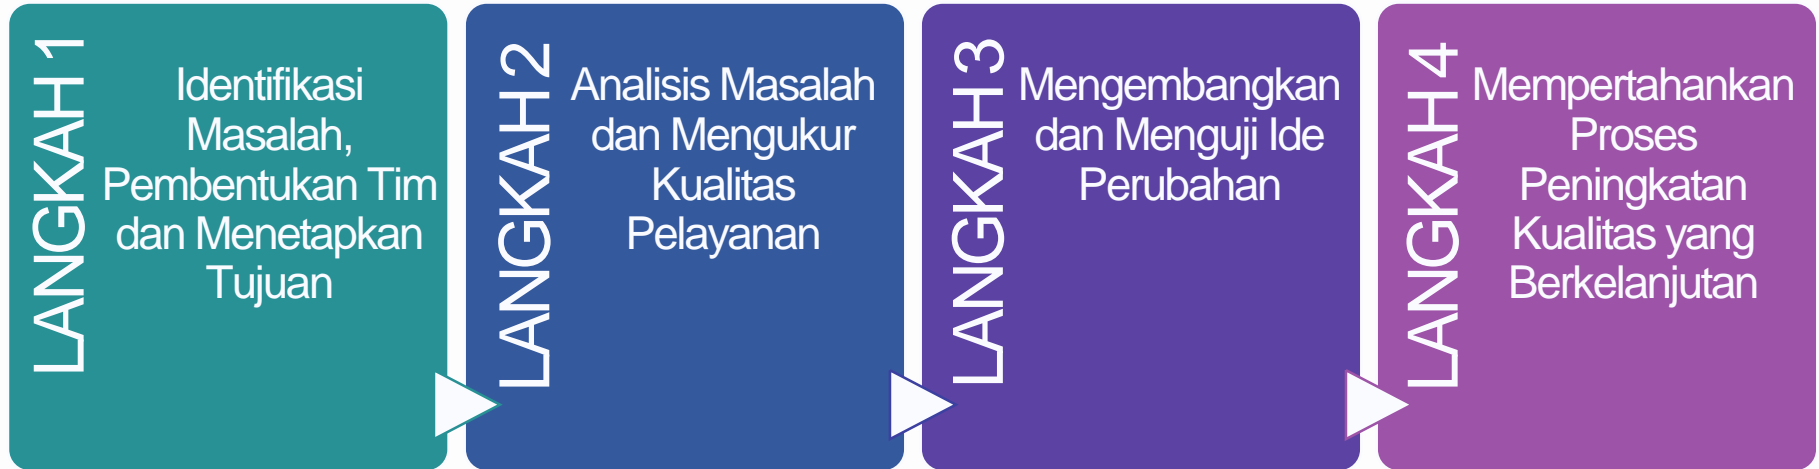 LANGKAH 1
Identifikasi
Masalah,
Pembentukan Tim
dan Menetapkan
Tujuan
LANGKAH 2
Analisis Masalah
dan Mengukur
Kualitas
Pelayanan
LANGKAH 3
Mengembangkan
dan Menguji Ide
Perubahan
LANGKAH 4
Mempertahankan
Proses
Peningkatan
Kualitas yang
Berkelanjutan